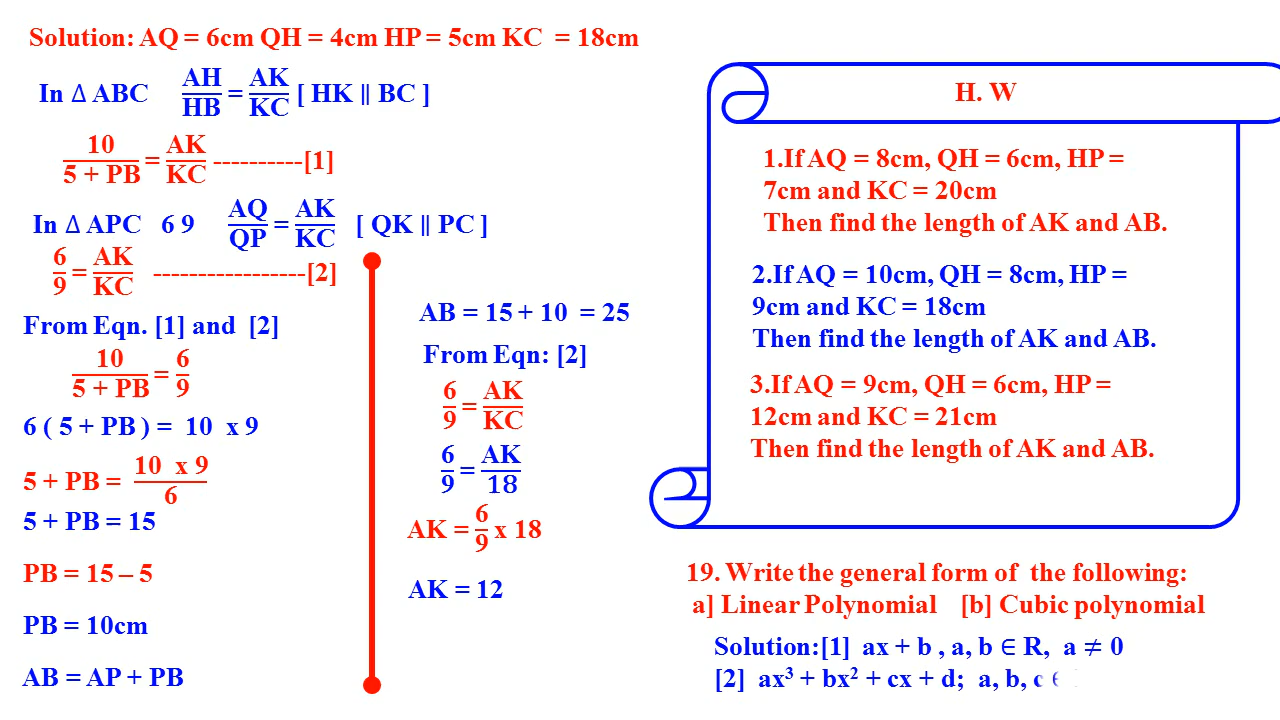 Solution: AQ = 6cm QH = 4cm HP = 5cm KC = 18cm
In Δ ABC AH/HB = AK/KC [ HK ∥ BC ]
10/(5 + PB) = AK/KC ----------[1]
In Δ APC 6 9 AQ/QP = AK/KC [ QK ∥ PC ]
6/9 = AK/KC -----------------[2]
From Eqn. [1] and [2]
10/(5 + PB) = 6/9
6 ( 5 + PB ) = 10 x 9
5 + PB = (10 x 9)/6
5 + PB = 15
PB = 15 – 5
PB = 10cm
AB = AP + PB
AB = 15 + 10 = 25
From Eqn: [2]
6/9 = AK/KC
6/9 = AK/18
AK = 6/9 x 18
AK = 12
H. W
1.If AQ = 8cm, QH = 6cm, HP =
7cm and KC = 20cm
Then find the length of AK and AB.
2.If AQ = 10cm, QH = 8cm, HP =
9cm and KC = 18cm
Then find the length of AK and AB.
3.If AQ = 9cm, QH = 6cm, HP =
12cm and KC = 21cm
Then find the length of AK and AB.
19. Write the general form of the following:
a] Linear Polynomial [b] Cubic polynomial
Solution:[1] ax + b , a, b ∈ R, a ≠ 0
[2] ax³ + bx² + cx + d; a, b, c